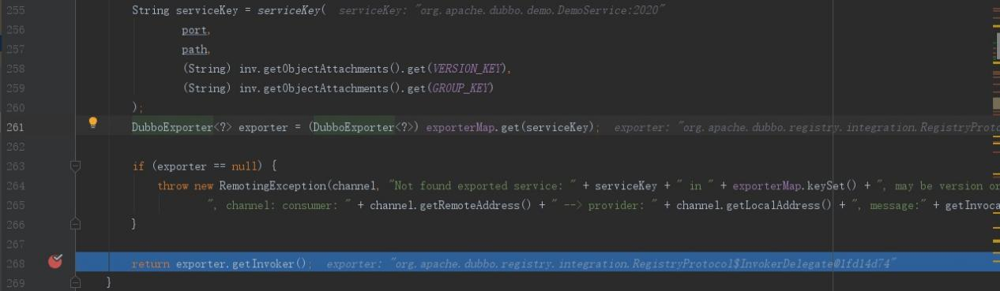 255 String serviceKey = serviceKey( serviceKey: "org.apache.dubbo.demo.DemoService:2020"
256 port,
257 path,
258 (String) inv.getObjectAttachments().get(VERSION_KEY),
259 (String) inv.getObjectAttachments().get(GROUP_KEY)
260 );
261 DubboExporter<?> exporter = (DubboExporter<?>) exporterMap.get(serviceKey); exporter: "org.apache.dubbo.registry.integration.RegistryProto
262
263 if (exporter == null) {
264 throw new RemotingException(channel, "Not found exported service: " + serviceKey + " in " + exporterMap.keySet() + ", may be version or
265 ", channel: consumer: " + channel.getRemoteAddress() + " --> provider: " + channel.getLocalAddress() + ", message:" + getInvoca
266 }
267
268 return exporter.getInvoker(); exporter: "org.apache.dubbo.registry.integration.RegistryProtocol$InvokerDelegate@1fd14d74"
269 }